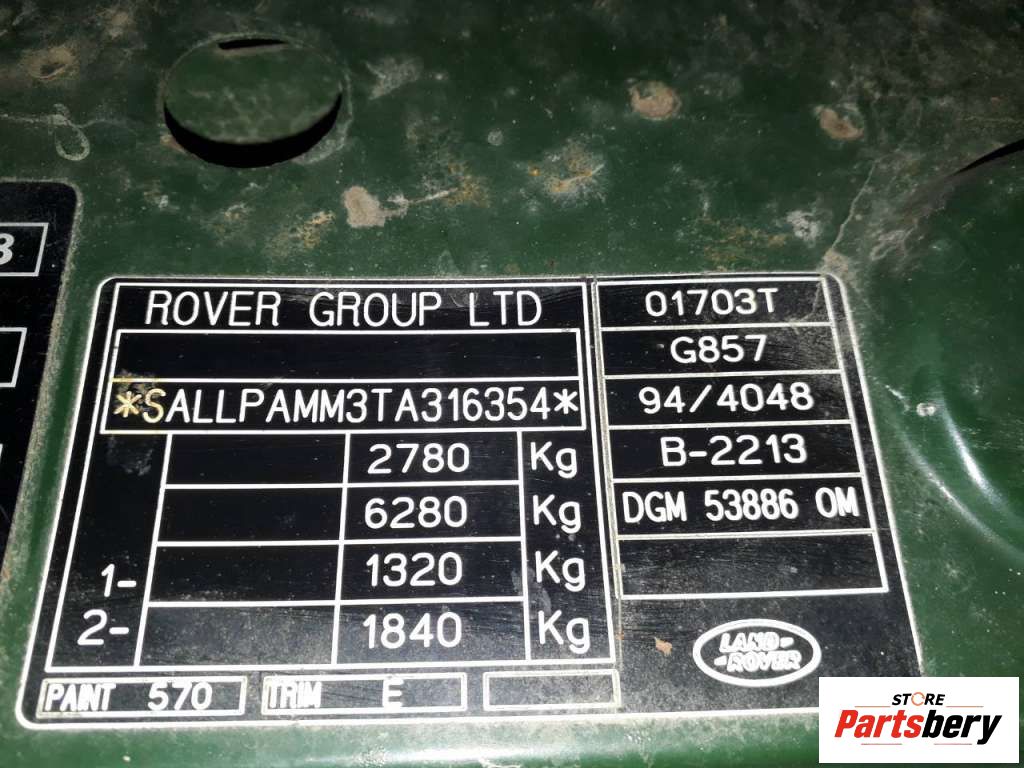 3
ROVER GROUP LTD
*SALLPAMM3TA316354*
2780 Kg
6280 Kg
1- 1320 Kg
2- 1840 Kg
PAINT 570
TRIM E
01703T
G857
94/4048
B-2213
DGM 53886 OM
LAND-
-ROVER
STORE
Partsbery